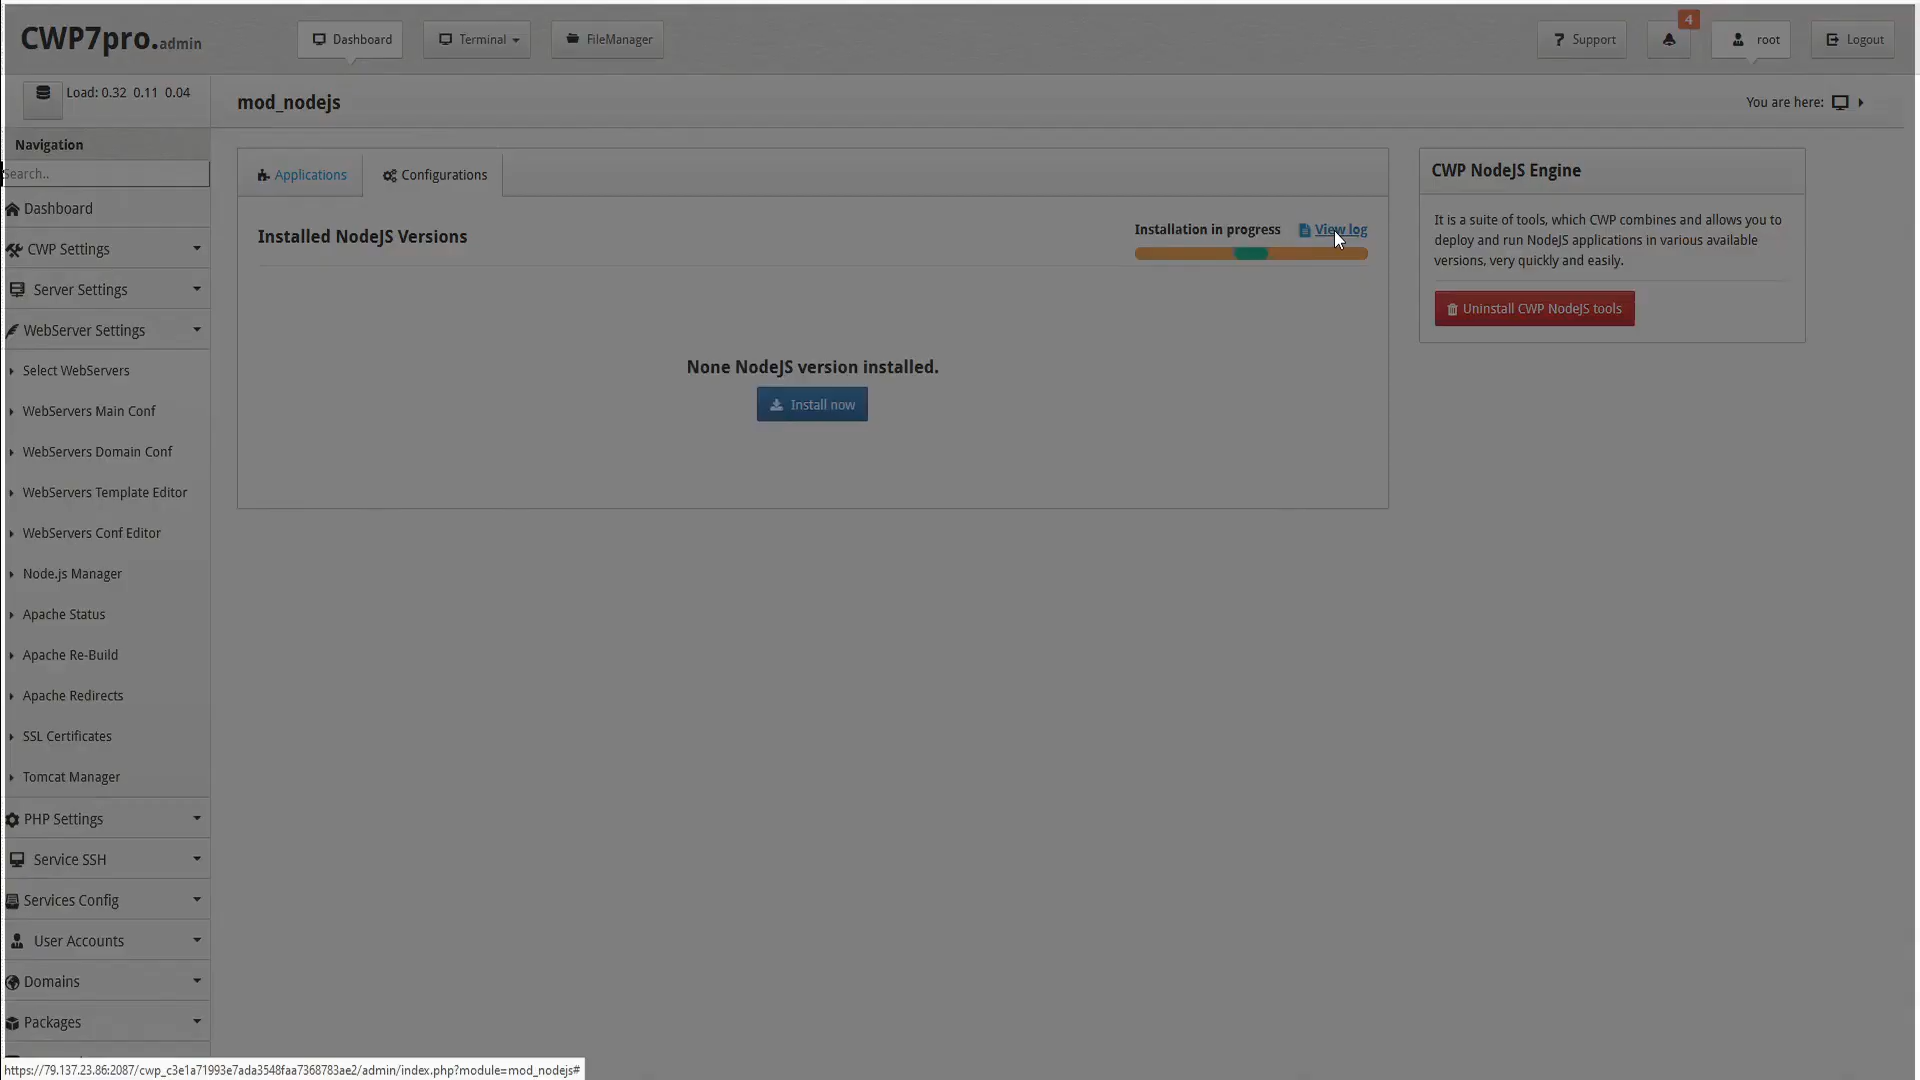 CWP7pro.admin
Dashboard
Terminal
FileManager
? Support
4
root
Logout
Load: 0.32 0.11 0.04
mod_nodejs
You are here:
Navigation
Search..
Dashboard
CWP Settings
Server Settings
WebServer Settings
Select WebServers
WebServers Main Conf
WebServers Domain Conf
WebServers Template Editor
WebServers Conf Editor
Node.js Manager
Apache Status
Apache Re-Build
Apache Redirects
SSL Certificates
Tomcat Manager
PHP Settings
Service SSH
Services Config
User Accounts
Domains
Packages
Applications
Configurations
Installed NodeJS Versions
Installation in progress
View log
None NodeJS version installed.
Install now
CWP NodeJS Engine
It is a suite of tools, which CWP combines and allows you to
deploy and run NodeJS applications in various available
versions, very quickly and easily.
Uninstall CWP NodeJS tools
https://79.137.23.86:2087/cwp_c3e1a71993e7ada3548faa7368783ae2/admin/index.php?module=mod_nodejs#